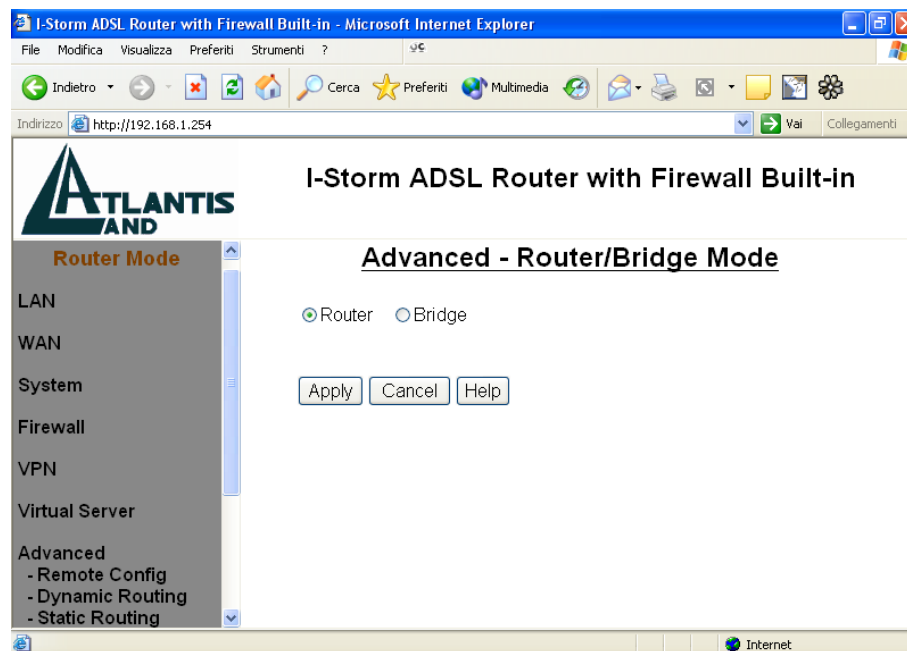 I-Storm ADSL Router with Firewall Built-in - Microsoft Internet Explorer
File Modifica Visualizza Preferiti Strumenti ?
Indietro Cerca Preferiti Multimedia
Indirizzo http://192.168.1.254 Vai Collegamenti
ATLANTIS
LAND
I-Storm ADSL Router with Firewall Built-in
Router Mode
LAN
WAN
System
Firewall
VPN
Virtual Server
Advanced
- Remote Config
- Dynamic Routing
- Static Routing
Advanced - Router/Bridge Mode
Router Bridge
Apply Cancel Help
Internet